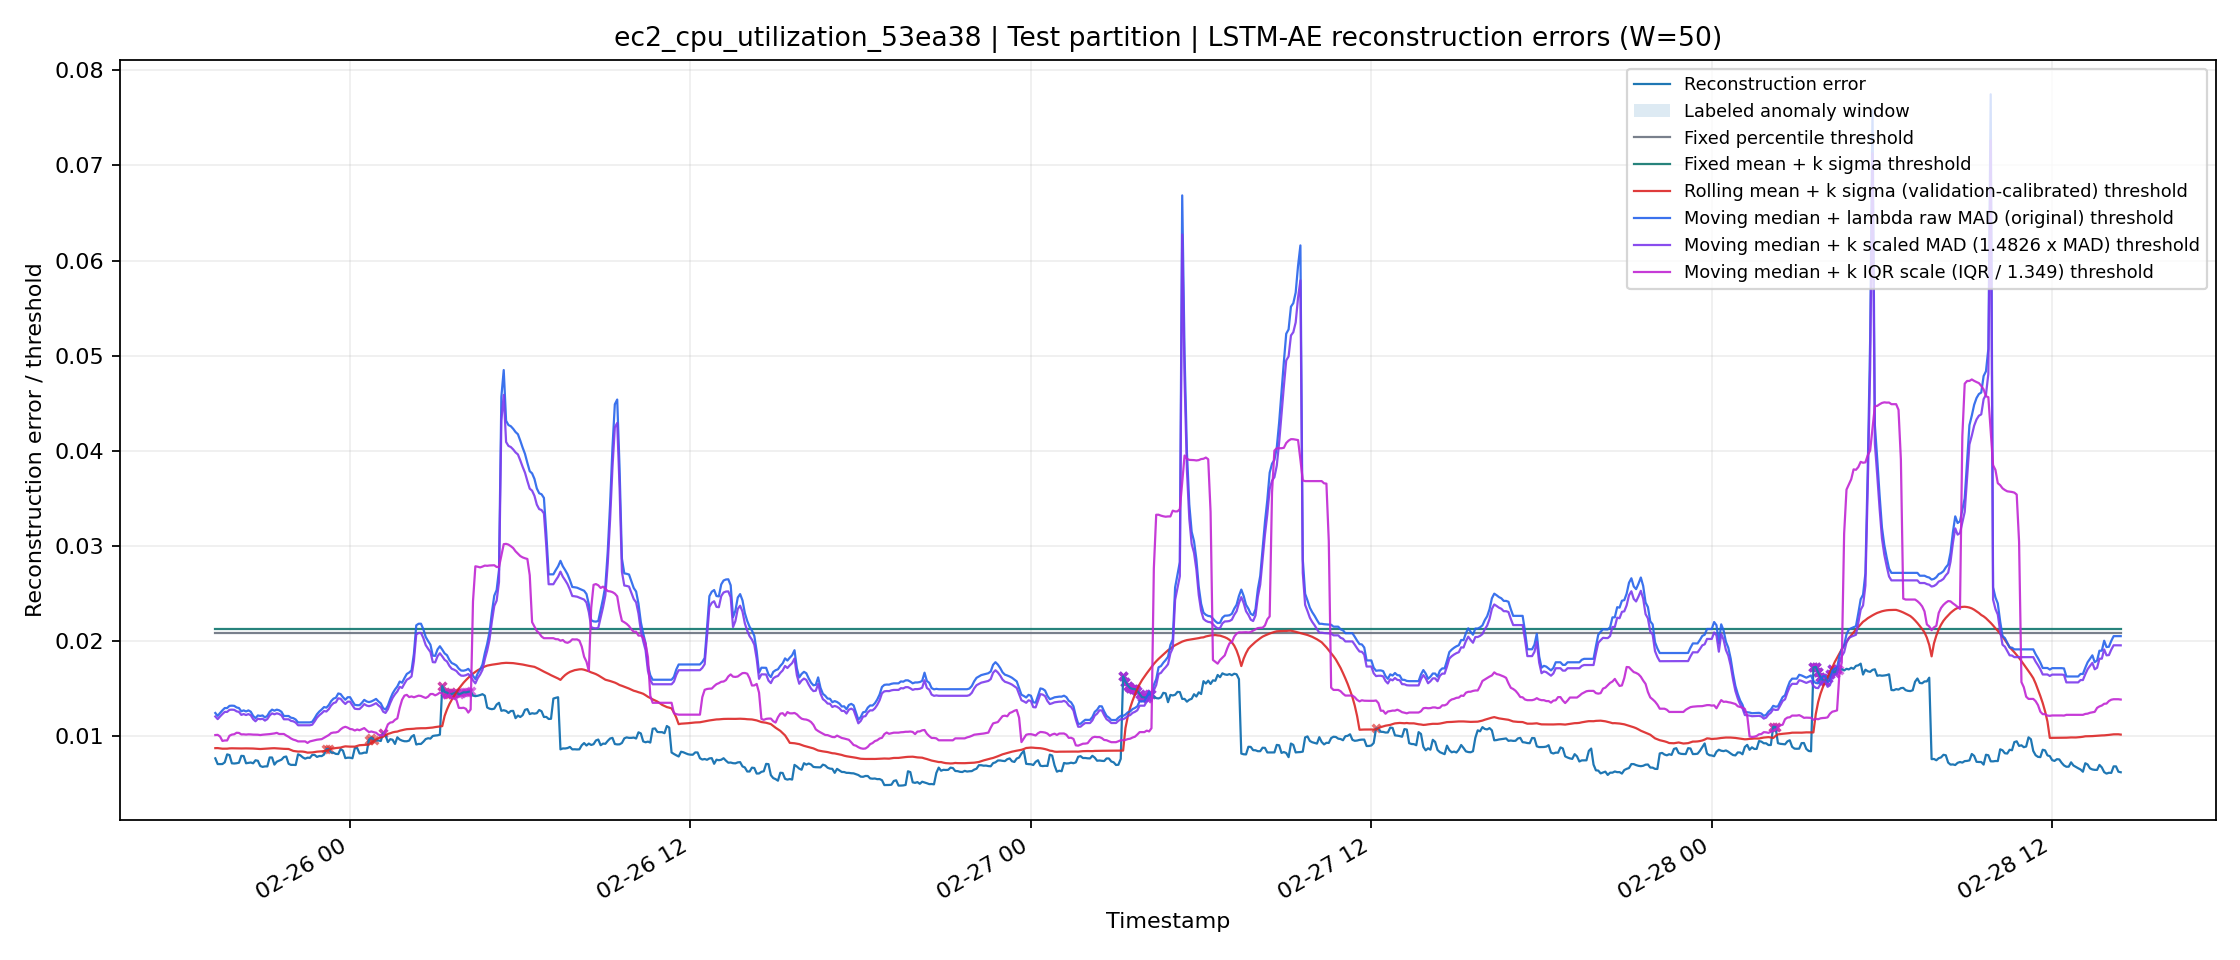 ec2_cpu_utilization_53ea38 | Test partition | LSTM-AE reconstruction errors (W=50)
Reconstruction error / threshold
0.08
0.07
0.06
0.05
0.04
0.03
0.02
0.01
Reconstruction error
Labeled anomaly window
Fixed percentile threshold
Fixed mean + k sigma threshold
Rolling mean + k sigma (validation-calibrated) threshold
Moving median + lambda raw MAD (original) threshold
Moving median + k scaled MAD (1.4826 x MAD) threshold
Moving median + k IQR scale (IQR / 1.349) threshold
02-26 00
02-26 12
02-27 00
02-27 12
02-28 00
02-28 12
Timestamp